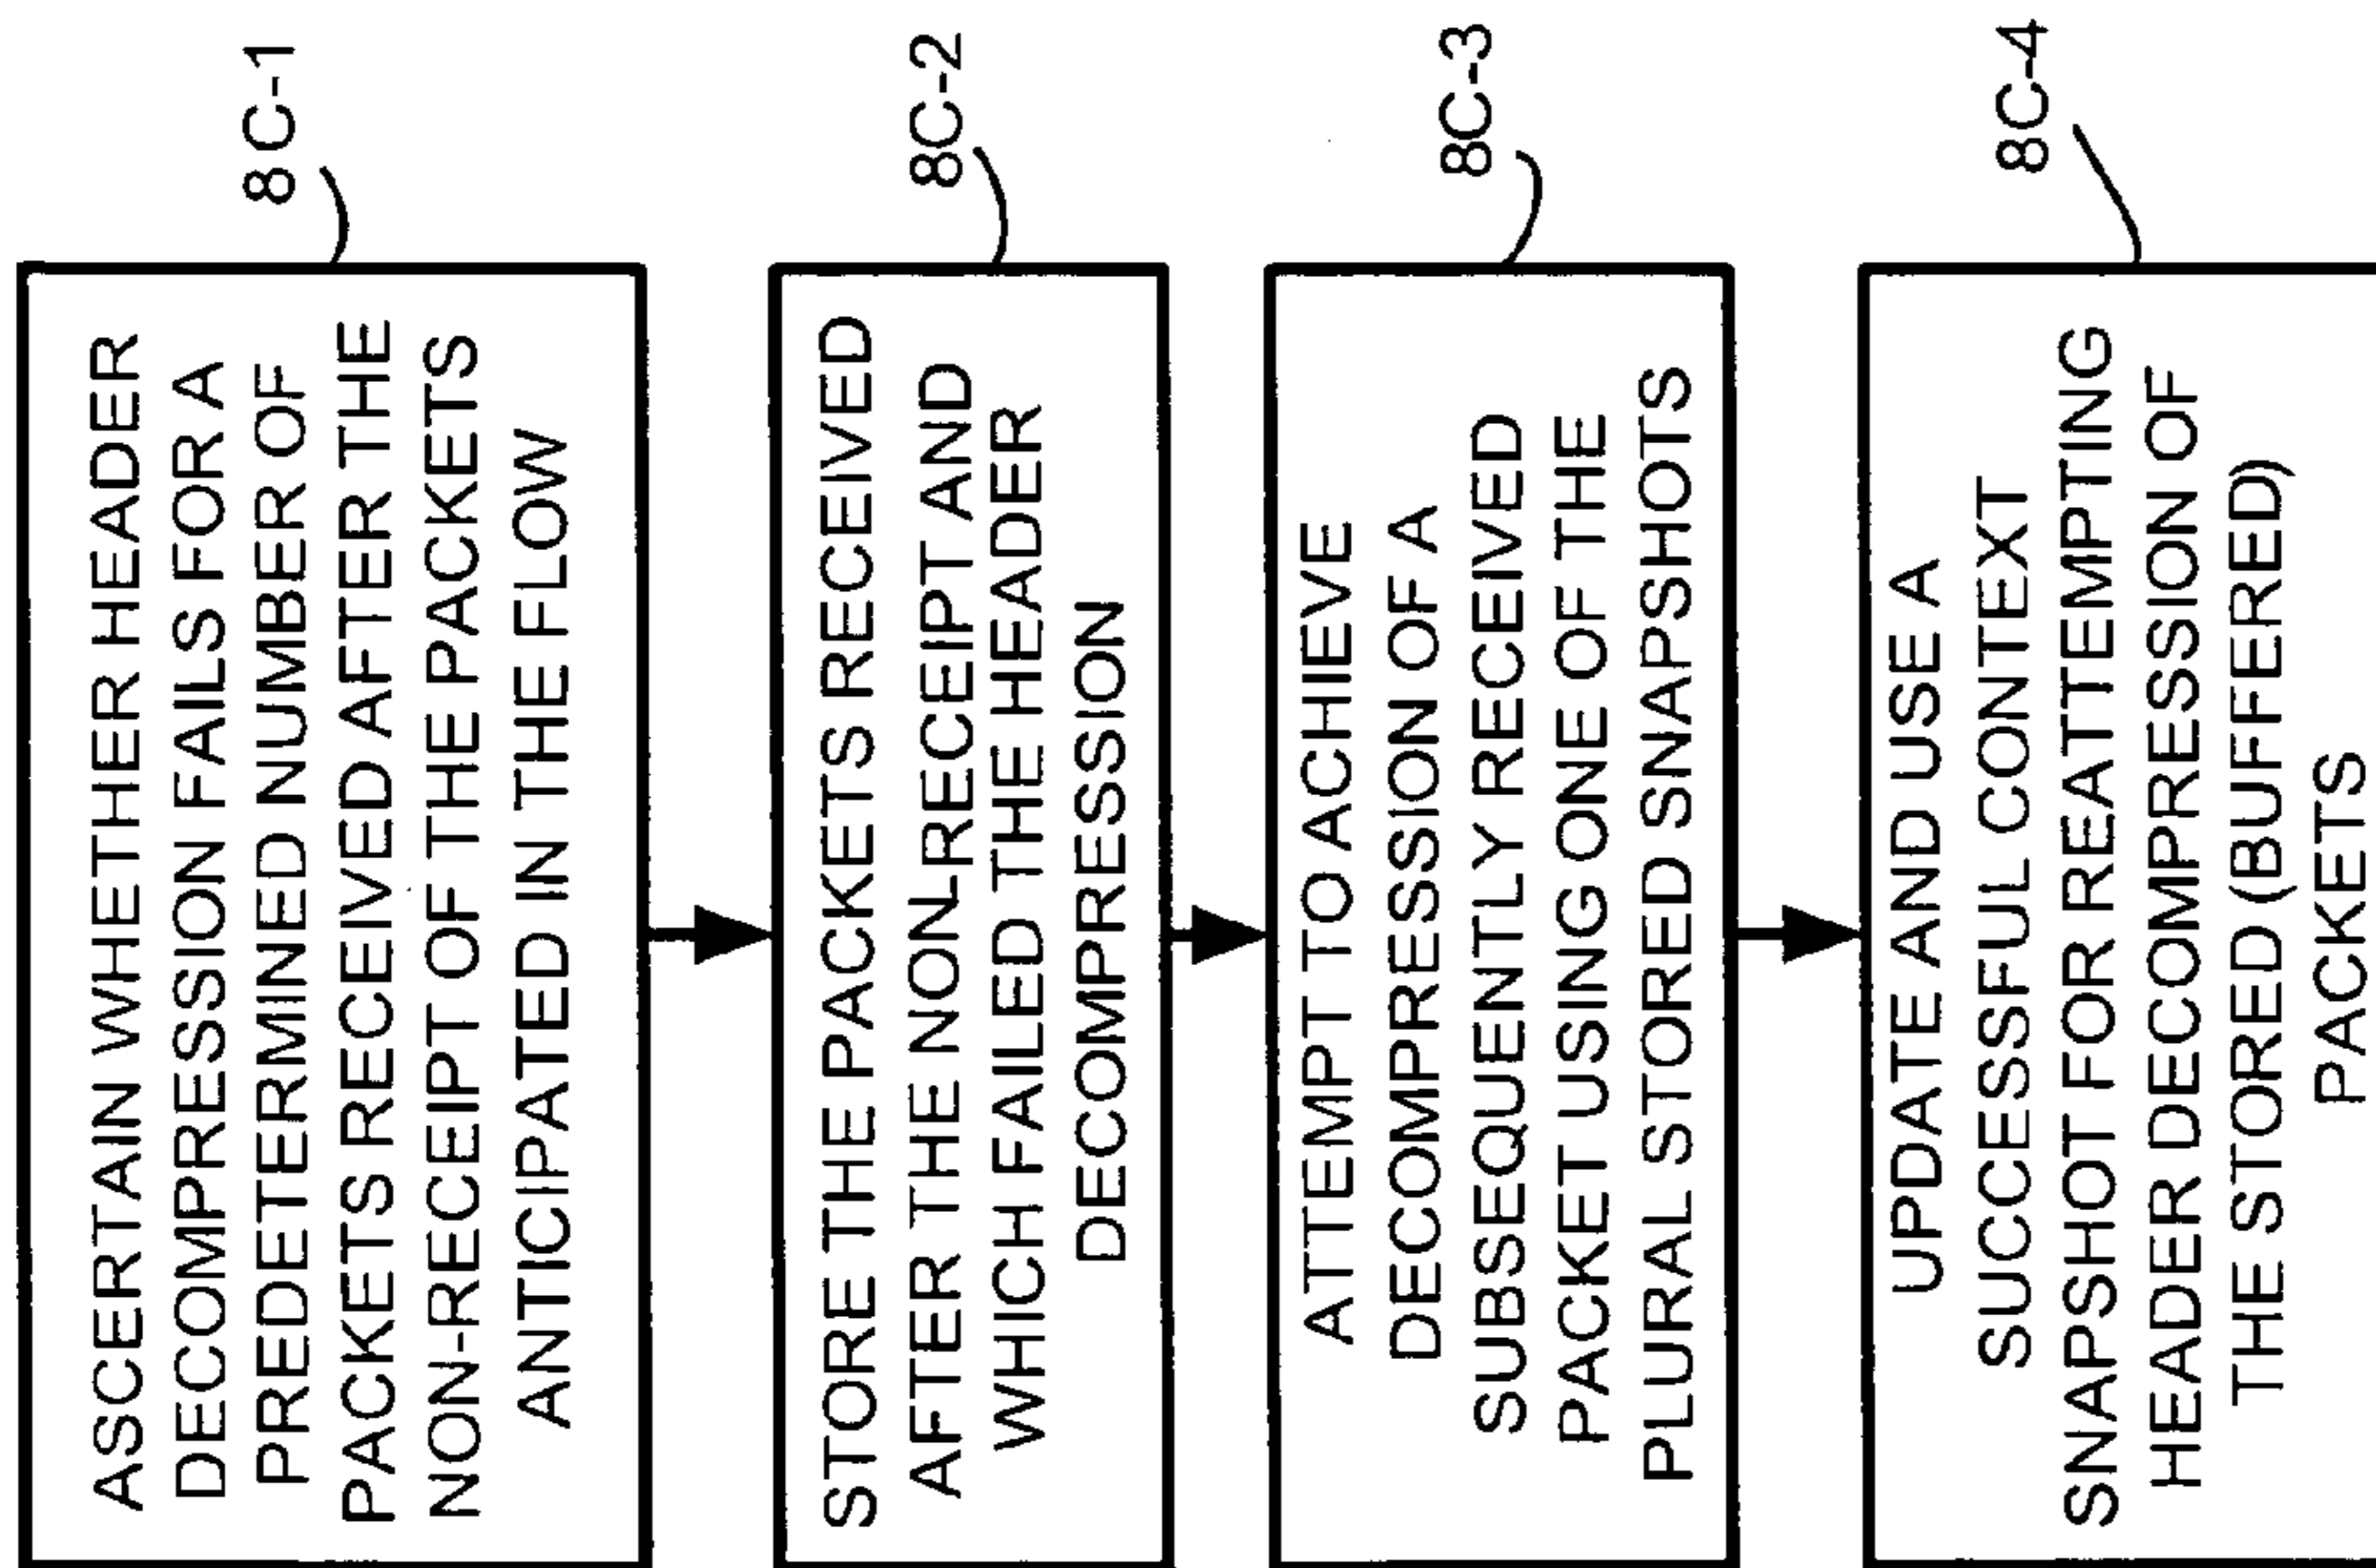 ASCERTAIN WHETHER HEADER
DECOMPRESSION FAILS FOR A
PREDETERMINED NUMBER OF
PACKETS RECEIVED AFTER THE
NON-RECEIPT OF THE PACKETS
ANTICIPATED IN THE FLOW
8C-1
STORE THE PACKETS RECEIVED
AFTER THE NON-RECEIPT AND
WHICH FAILED THE HEADER
DECOMPRESSION
8C-2
ATTEMPT TO ACHIEVE
DECOMPRESSION OF A
SUBSEQUENTLY RECEIVED
PACKET USING ONE OF THE
PLURAL STORED SNAPSHOTS
8C-3
UPDATE AND USE A
SUCCESSFUL CONTEXT
SNAPSHOT FOR REATTEMPTING
HEADER DECOMPRESSION OF
THE STORED (BUFFERED)
PACKETS
8C-4